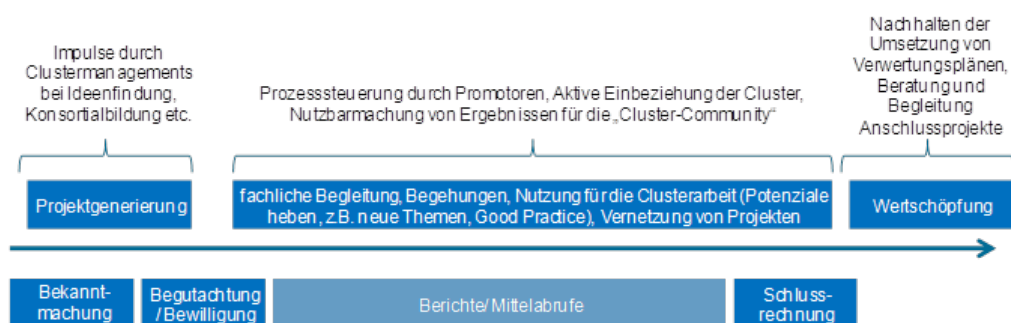 Impulse durch
Clustermanagements
bei Ideenfindung,
Konsortialbildung etc.
Prozesssteuerung durch Promotoren, Aktive Einbeziehung der Cluster,
Nutzbarmachung von Ergebnissen für die „Cluster-Community“
Nachhalten der
Umsetzung von
Verwertungsplänen,
Beratung und
Begleitung
Anschlussprojekte
Projektgenerierung
fachliche Begleitung, Begehungen, Nutzung für die Clusterarbeit (Potenziale
heben, z.B. neue Themen, Good Practice), Vernetzung von Projekten
Wertschöpfung
Bekannt-
machung
Begutachtung
/Bewilligung
Berichte/Mittelabrufe
Schluss-
rechnung